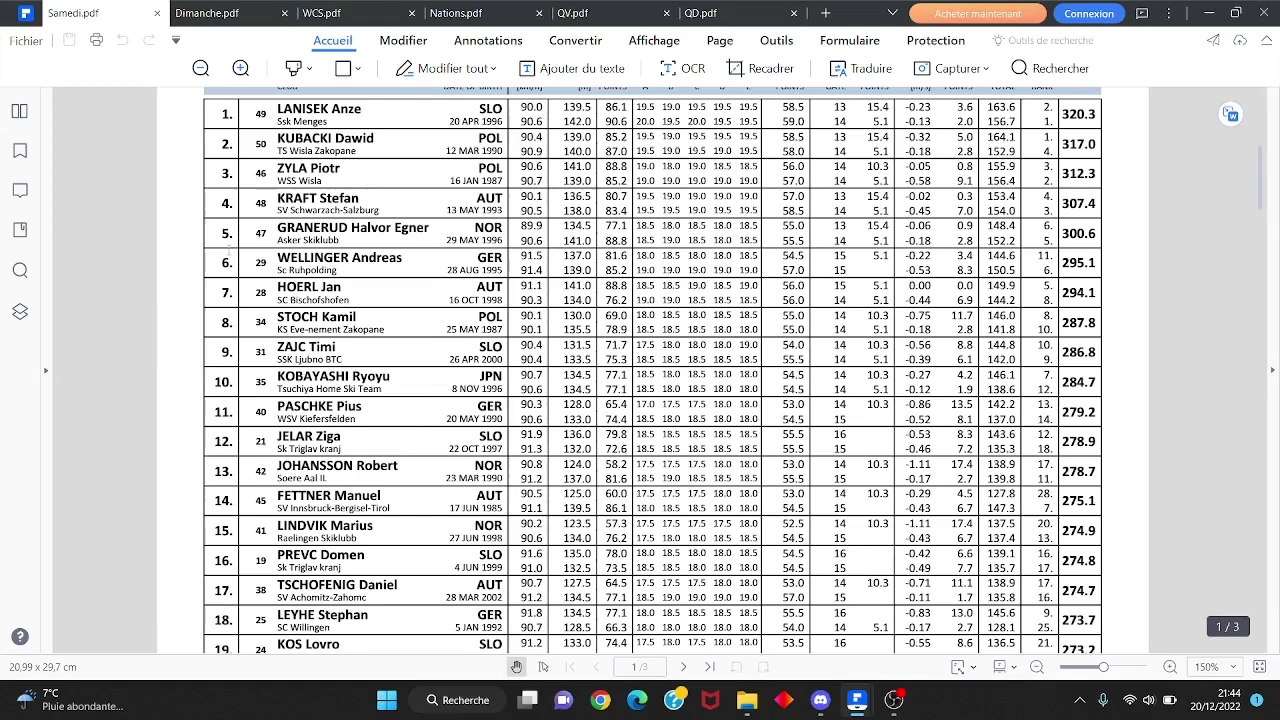 Samedi.pdf Dimanche.pdf WCS.pdf Nations.pdf QV.pdf QD.pdf Acheter maintenant Connexion
Fichier Accueil Modifier Annotations Convertir Affichage Page Outils Formulaire Protection Outils de recherche
Modifier tout Ajouter du texte OCR Recadrer Traduire Capturer Rechercher
CLUB DATE OF BIRTH [km/h] [m] POINTS A B C D E POINTS GATE POINTS [m/s] POINTS TOTAL RANK
1. 49 LANISEK Anze SLO 90.0 139.5 86.1 19.5 19.0 19.5 19.5 19.5 58.5 13 15.4 -0.23 3.6 163.6 2. 320.3
Ssk Menges 20 APR 1996 90.6 142.0 90.6 20.0 19.5 20.0 19.5 19.5 59.0 14 5.1 -0.13 2.0 156.7 1.
2. 50 KUBACKI Dawid POL 90.4 139.0 85.2 19.5 19.0 19.5 19.5 19.5 58.5 13 15.4 -0.32 5.0 164.1 1. 317.0
TS Wisla Zakopane 12 MAR 1990 90.9 140.0 87.0 19.5 19.0 19.5 19.0 19.5 58.0 14 5.1 -0.18 2.8 152.9 4.
3. 46 ZYLA Piotr POL 90.6 141.0 88.8 19.0 18.0 19.0 18.5 18.5 56.0 14 10.3 -0.05 0.8 155.9 3. 312.3
WSS Wisla 16 JAN 1987 90.7 139.0 85.2 19.0 19.0 19.0 19.0 19.0 57.0 14 5.1 -0.58 9.1 156.4 2.
4. 48 KRAFT Stefan AUT 90.1 136.5 80.7 19.0 19.0 19.0 19.0 19.0 57.0 13 15.4 -0.02 0.3 153.4 4. 307.4
SV Schwarzach-Salzburg 13 MAY 1993 90.5 138.0 83.4 19.5 19.5 19.0 19.5 19.5 58.5 14 5.1 -0.45 7.0 154.0 3.
5. 47 GRANERUD Halvor Egner NOR 89.9 134.5 77.1 18.5 19.0 18.5 18.5 18.0 55.0 13 15.4 -0.06 0.9 148.4 6. 300.6
Asker Skiklubb 29 MAY 1996 90.6 141.0 88.8 18.5 18.0 18.5 18.5 18.5 55.5 14 5.1 -0.18 2.8 152.2 5.
6. 29 WELLINGER Andreas GER 91.5 137.0 81.6 18.0 18.0 18.5 18.0 18.5 54.5 15 5.1 -0.22 3.4 144.6 11. 295.1
Sc Ruhpolding 28 AUG 1995 91.4 139.0 85.2 19.0 19.0 19.0 19.0 19.0 57.0 15 -0.53 8.3 150.5 6.
7. 28 HOERL Jan AUT 91.1 141.0 88.8 18.5 18.5 19.0 18.5 19.0 56.0 15 5.1 0.00 0.0 149.9 5. 294.1
SC Bischofshofen 16 OCT 1998 90.3 134.0 76.2 19.0 19.0 18.5 18.5 18.5 56.0 14 5.1 -0.44 6.9 144.2 8.
8. 34 STOCH Kamil POL 90.1 130.0 69.0 18.0 18.5 18.5 18.5 18.0 55.0 14 10.3 -0.75 11.7 146.0 8. 287.8
KS Eve-nement Zakopane 25 MAY 1987 90.1 135.5 78.9 18.5 18.5 18.5 18.0 18.0 55.0 14 5.1 -0.18 2.8 141.8 10.
9. 31 ZAJC Timi SLO 90.4 131.5 71.7 17.5 18.0 18.0 18.0 19.0 54.0 14 10.3 -0.56 8.8 144.8 10. 286.8
SSK Ljubno BTC 26 APR 2000 90.4 133.5 75.3 18.5 18.5 18.5 18.5 18.5 55.5 14 5.1 -0.39 6.1 142.0 9.
10. 35 KOBAYASHI Ryoyu JPN 90.7 134.5 77.1 18.5 18.0 18.5 18.0 18.0 54.5 14 10.3 -0.27 4.2 146.1 7. 284.7
Tsuchiya Home Ski Team 8 NOV 1996 90.6 134.5 77.1 18.5 18.0 18.0 18.0 18.5 54.5 14 5.1 -0.12 1.9 138.6 12.
11. 40 PASCHKE Pius GER 90.3 128.0 65.4 17.0 17.5 17.5 18.0 18.0 53.0 14 10.3 -0.86 13.5 142.2 13. 279.2
WSV Kiefersfelden 20 MAY 1990 90.6 133.0 74.4 18.5 18.0 18.0 18.5 18.0 54.5 15 -0.52 8.1 137.0 14.
12. 21 JELAR Ziga SLO 91.9 136.0 79.8 18.5 18.5 18.5 18.5 18.5 55.5 16 -0.53 8.3 143.6 12. 278.9
Sk Triglav kranj 22 OCT 1997 91.3 132.0 72.6 18.5 18.5 18.5 18.5 18.5 55.5 15 -0.46 7.2 135.3 18.
13. 42 JOHANSSON Robert NOR 90.8 124.0 58.2 17.5 17.5 17.5 18.0 18.0 53.0 14 10.3 -1.11 17.4 138.9 17. 278.7
Soere Aal IL 23 MAR 1990 91.2 137.0 81.6 18.5 19.0 18.5 18.5 18.5 55.5 15 -0.17 2.7 139.8 11.
14. 45 FETTNER Manuel AUT 90.5 125.0 60.0 17.5 17.5 17.5 18.0 18.0 53.0 14 10.3 -0.29 4.5 127.8 28. 275.1
SV Innsbruck-Bergisel-Tirol 17 JUN 1985 91.1 139.5 86.1 18.0 18.0 18.5 18.0 18.5 54.5 15 -0.43 6.7 147.3 7.
15. 41 LINDVIK Marius NOR 90.2 123.5 57.3 17.5 18.0 17.5 17.5 17.5 52.5 14 10.3 -1.11 17.4 137.5 20. 274.9
Raelingen Skiklubb 27 JUN 1998 90.6 134.0 76.2 18.0 18.5 18.5 18.0 18.0 54.5 15 -0.43 6.7 137.4 13.
16. 19 PREVC Domen SLO 91.6 135.0 78.0 18.0 18.5 18.5 18.0 18.0 54.5 16 -0.42 6.6 139.1 16. 274.8
Sk Triglav kranj 4 JUN 1999 91.0 132.5 73.5 18.5 18.0 18.0 18.0 18.5 54.5 15 -0.49 7.7 135.7 17.
17. 38 TSCHOFENIG Daniel AUT 90.7 127.5 64.5 17.5 17.5 17.5 18.0 18.0 53.0 14 10.3 -0.71 11.1 138.9 17. 274.7
SV Achomitz-Zahomc 28 MAR 2002 91.2 134.5 77.1 18.5 19.0 19.0 19.0 19.0 57.0 15 -0.11 1.7 135.8 16.
18. 25 LEYHE Stephan GER 91.8 134.5 77.1 18.0 18.5 18.5 18.5 18.5 55.5 16 -0.83 13.0 145.6 9. 273.7
SC Willingen 5 JAN 1992 90.7 128.5 66.3 18.0 18.0 18.0 18.0 18.0 54.0 14 5.1 -0.17 2.7 128.1 25.
19. 24 KOS Lovro SLO 91.2 133.0 74.4 17.5 18.0 17.5 18.0 18.0 53.5 16 -0.55 8.6 136.5 21. 273.2
1 / 3
20,99 x 29,7 cm 1 /3 150%
7°C
Pluie abondante... Rechercher 21:44
20/12/2022